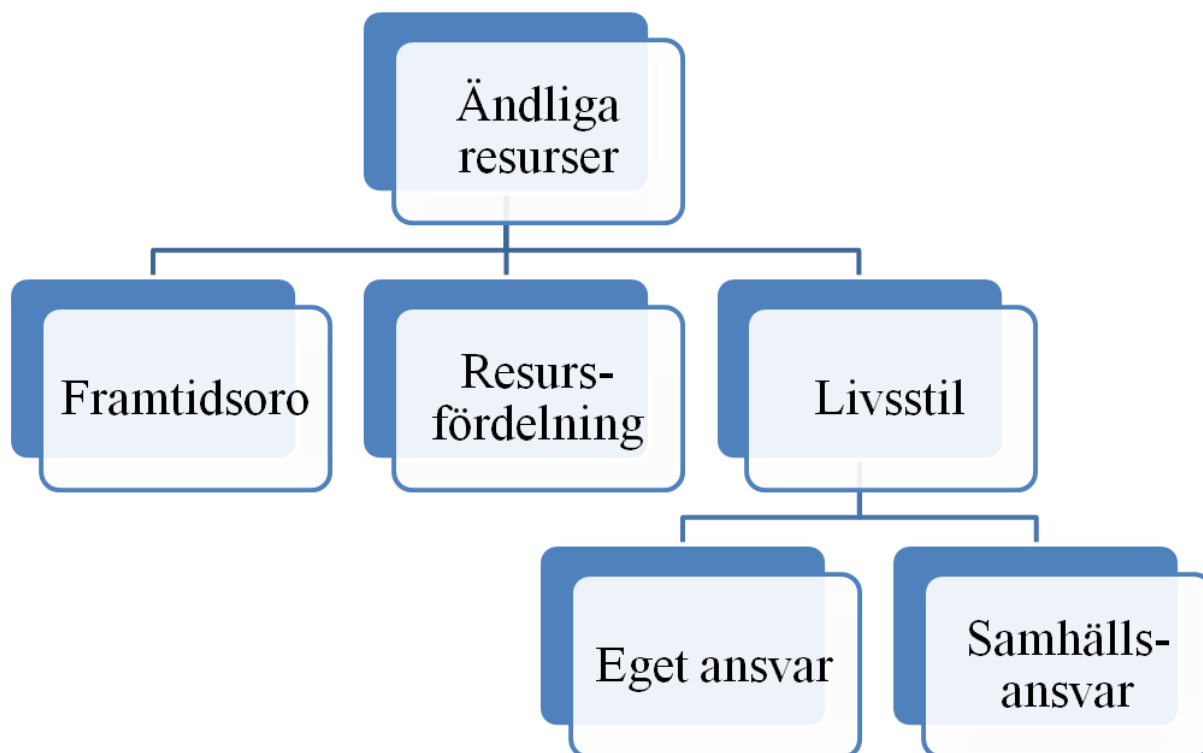 Ändliga
resurser
Framtidsoro
Resurs-
fördelning
Livsstil
Eget ansvar
Samhälls-
ansvar